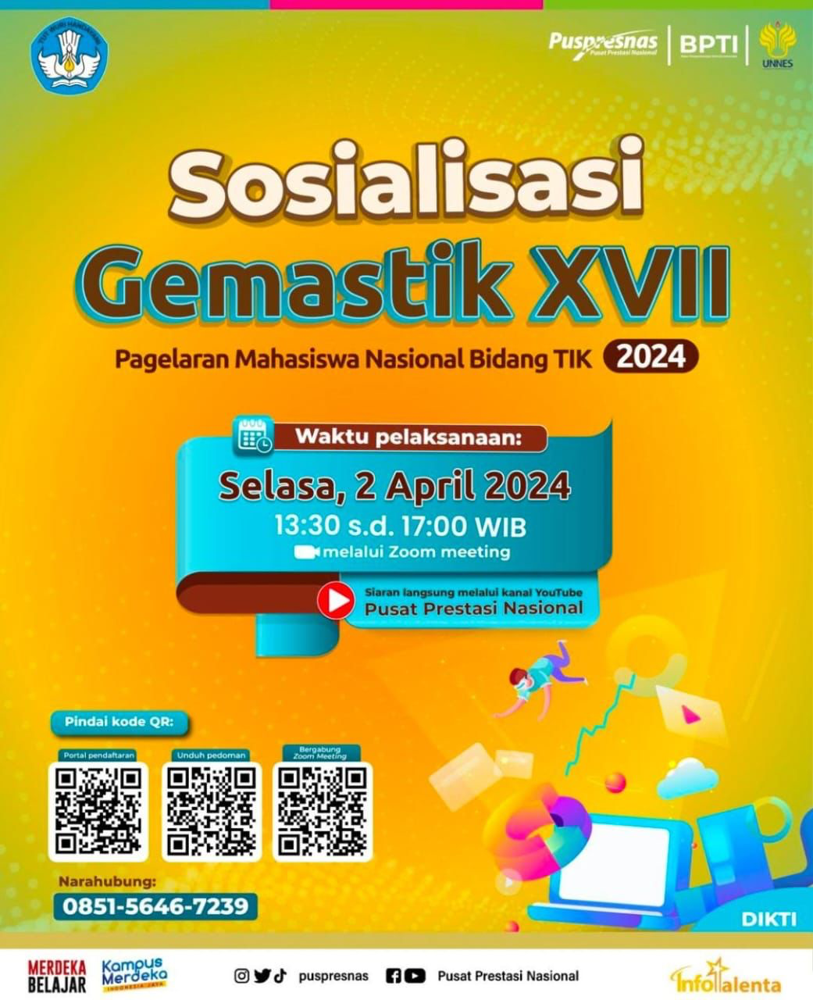 TUT WURI HANDAYANI
Puspresnas
Pusat Prestasi Nasional
BPTI
UNNES
Sosialisasi
Gemastik XVII
Pagelaran Mahasiswa Nasional Bidang TIK 2024
Waktu pelaksanaan:
Selasa, 2 April 2024
13:30 s.d. 17:00 WIB
melalui Zoom meeting
Siaran langsung melalui kanal YouTube
Pusat Prestasi Nasional
Pindai kode QR:
Portal pendaftaran
Unduh pedoman
Bergabung
Zoom Meeting
Narahubung:
0851-5646-7239
DIKTI
MERDEKA
BELAJAR
Kampus
Merdeka
INDONESIA JAYA
puspresnas
Pusat Prestasi Nasional
InfoTalenta